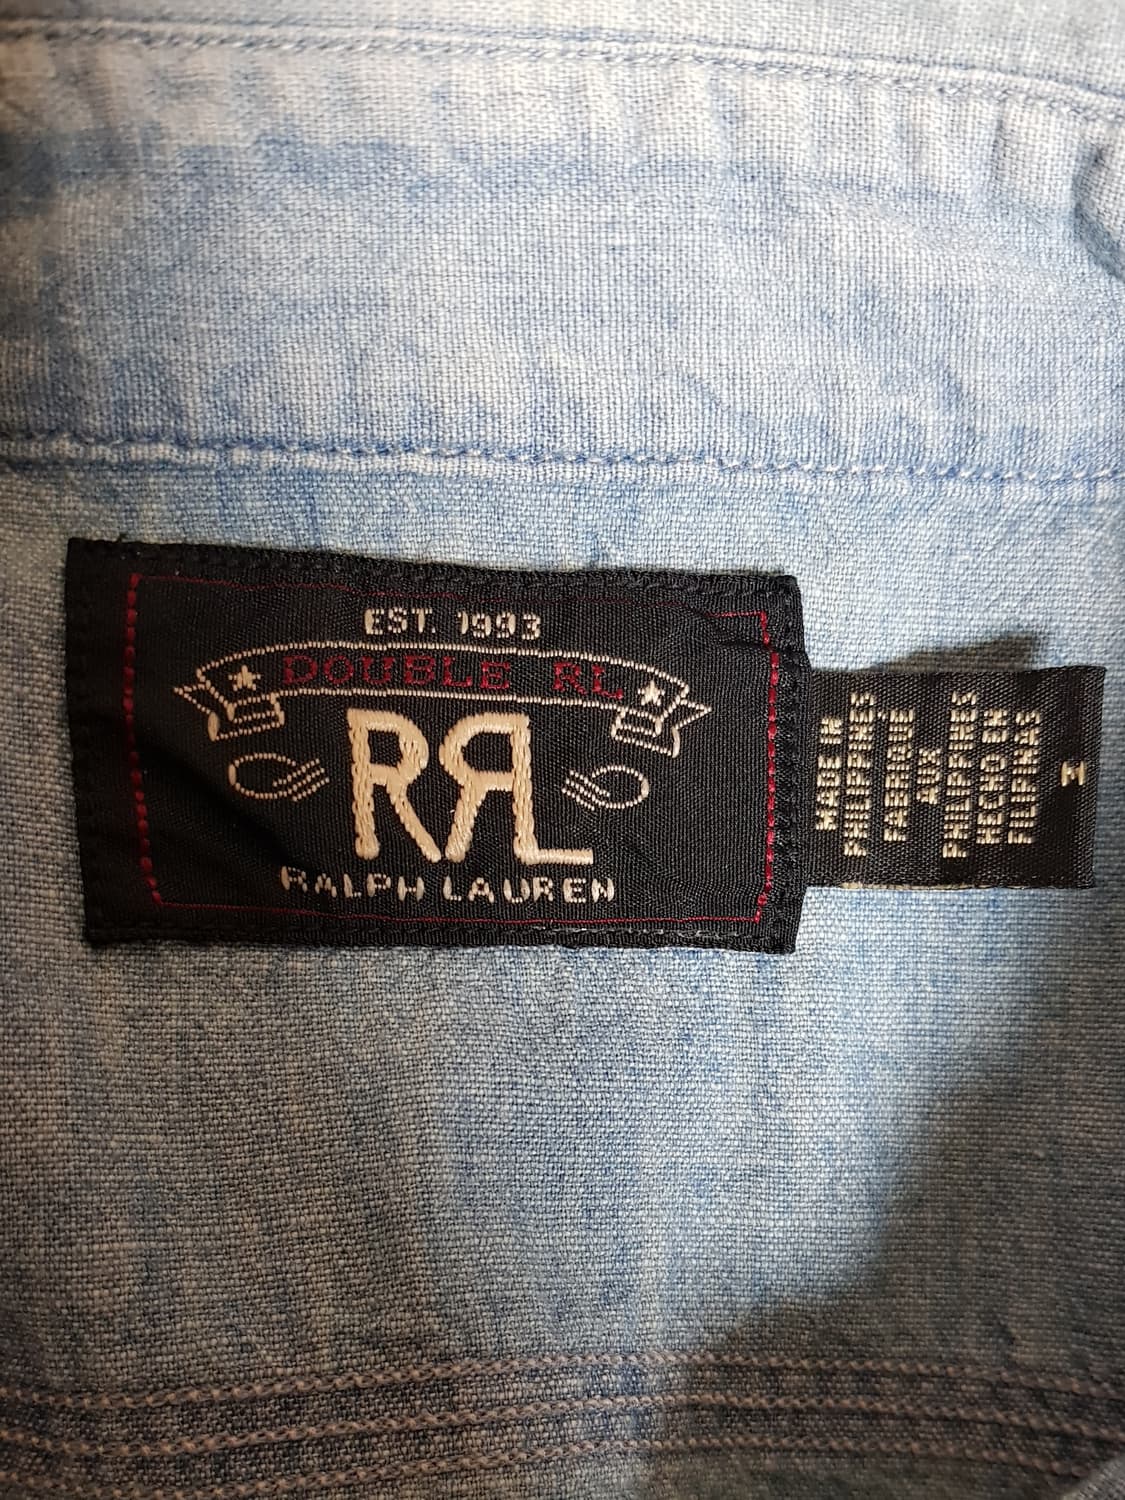 EST. 1993
DOUBLE RL
RRL
RALPH LAUREN
MADE IN
PHILIPPINES
FABRIQUE
AUX
PHILIPPINES
HECHO EN
FILIPINAS
M